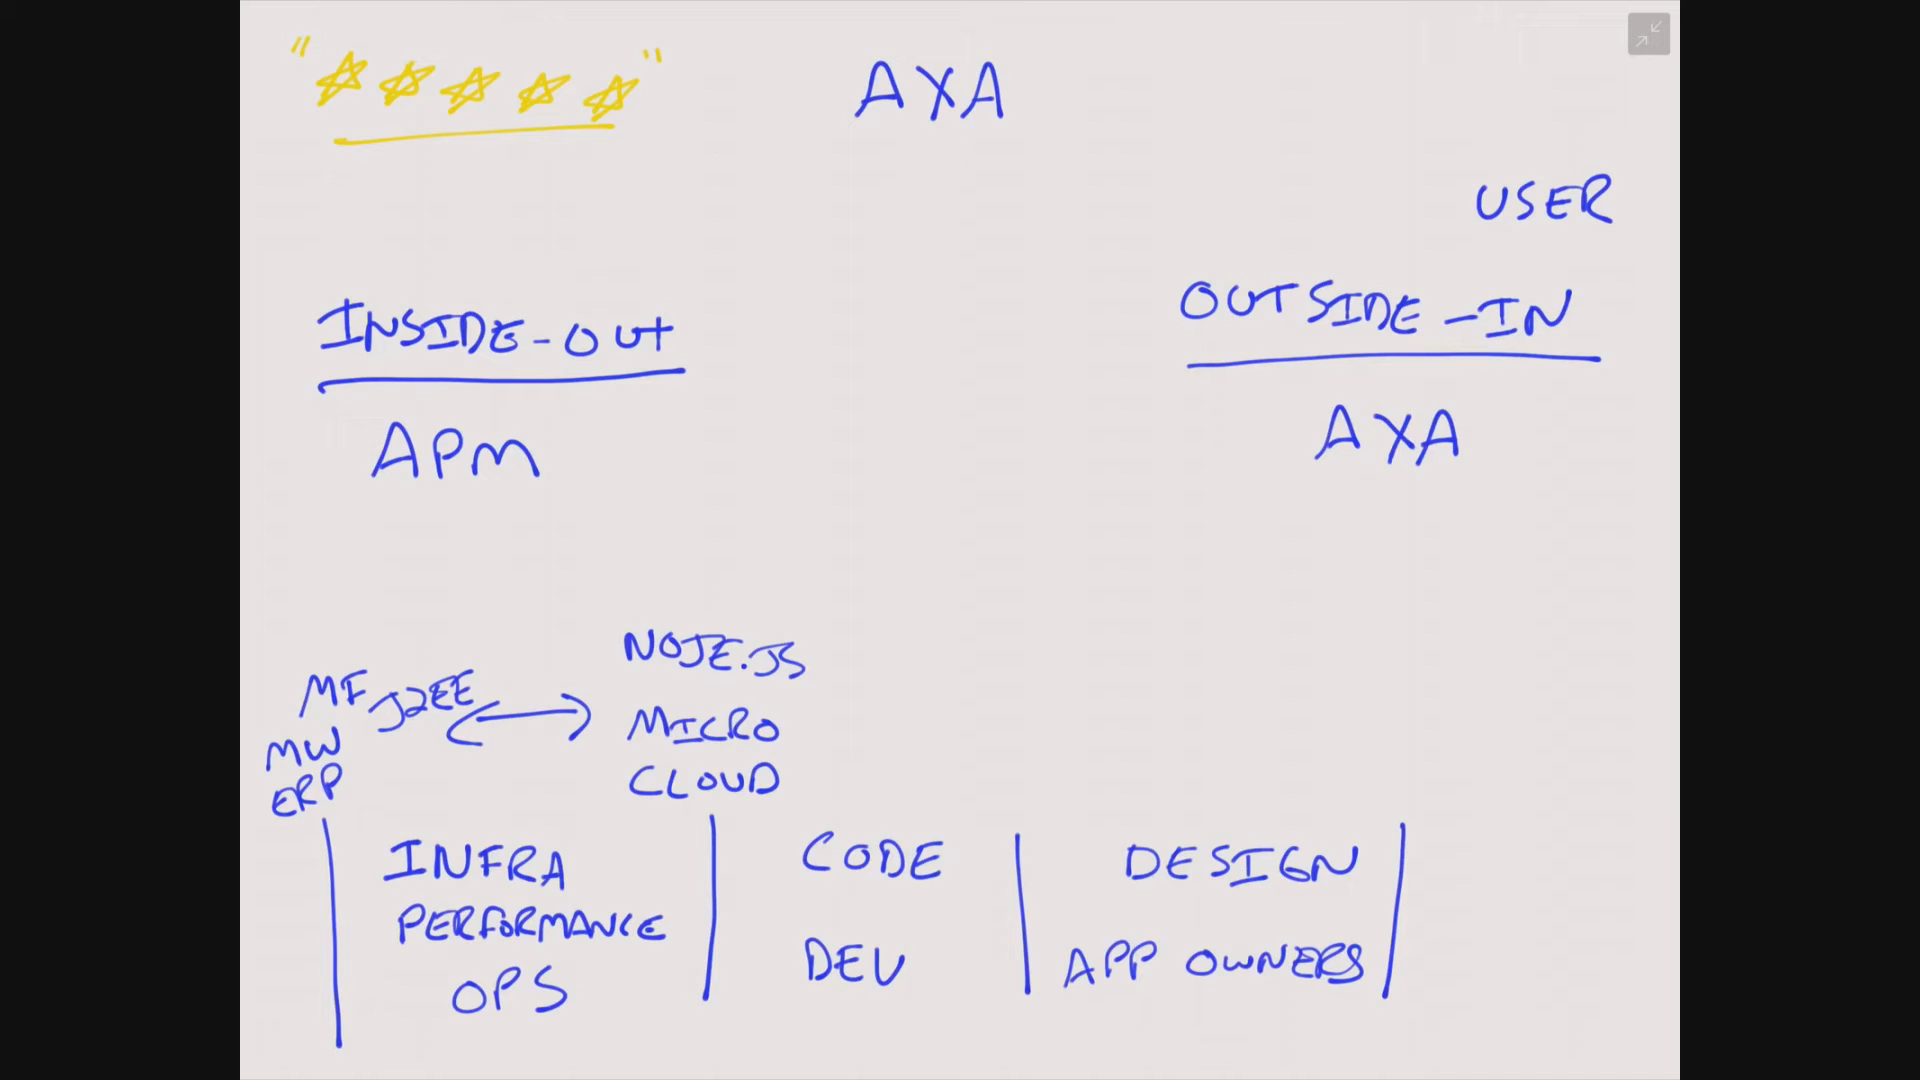 "☆☆☆☆☆"
AXA
USER
INSIDE-OUT
OUTSIDE-IN
APM
AXA
NODE.JS
MF J2EE
MICRO
MW
CLOUD
ERP
INFRA
CODE
DESIGN
PERFORMANCE
DEV
APP OWNERS
OPS